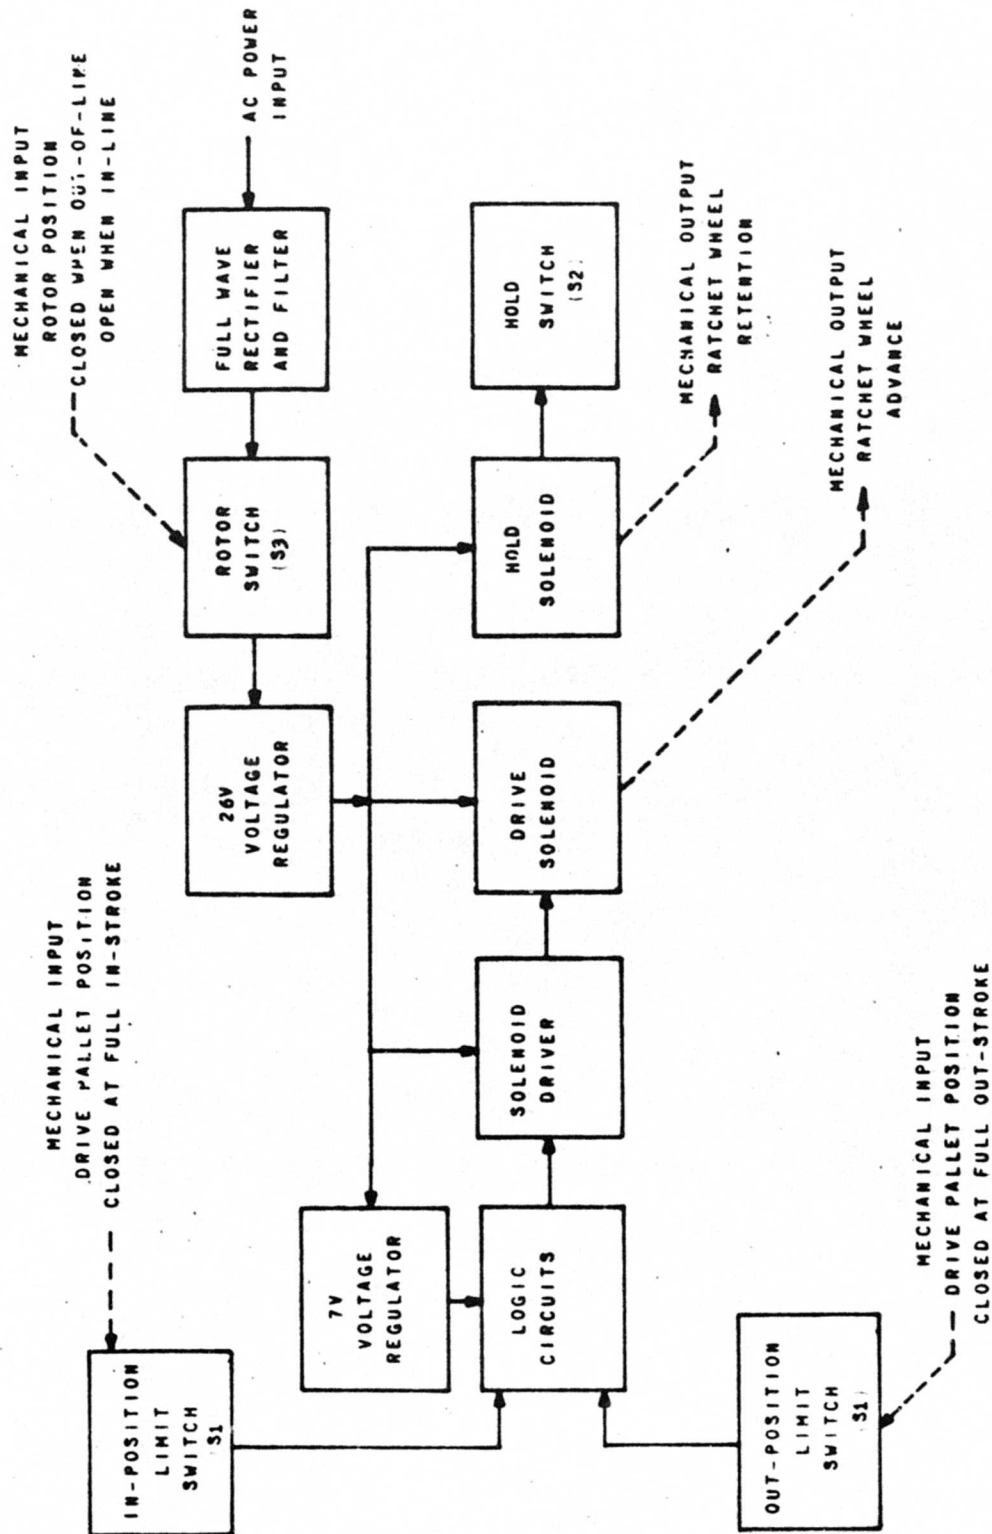 MECHANICAL INPUT
ROTOR POSITION
CLOSED WHEN OUT-OF-LINE
OPEN WHEN IN-LINE
AC POWER
INPUT
FULL WAVE
RECTIFIER
AND FILTER
ROTOR
SWITCH
(S3)
26V
VOLTAGE
REGULATOR
MECHANICAL INPUT
DRIVE PALLET POSITION
CLOSED AT FULL IN-STROKE
IN-POSITION
LIMIT
SWITCH
S1
7V
VOLTAGE
REGULATOR
LOGIC
CIRCUITS
SOLENOID
DRIVER
DRIVE
SOLENOID
HOLD
SOLENOID
HOLD
SWITCH
(S2)
MECHANICAL OUTPUT
RATCHET WHEEL
RETENTION
MECHANICAL OUTPUT
RATCHET WHEEL
ADVANCE
OUT-POSITION
LIMIT
SWITCH
S1)
MECHANICAL INPUT
DRIVE PALLET POSITION
CLOSED AT FULL OUT-STROKE